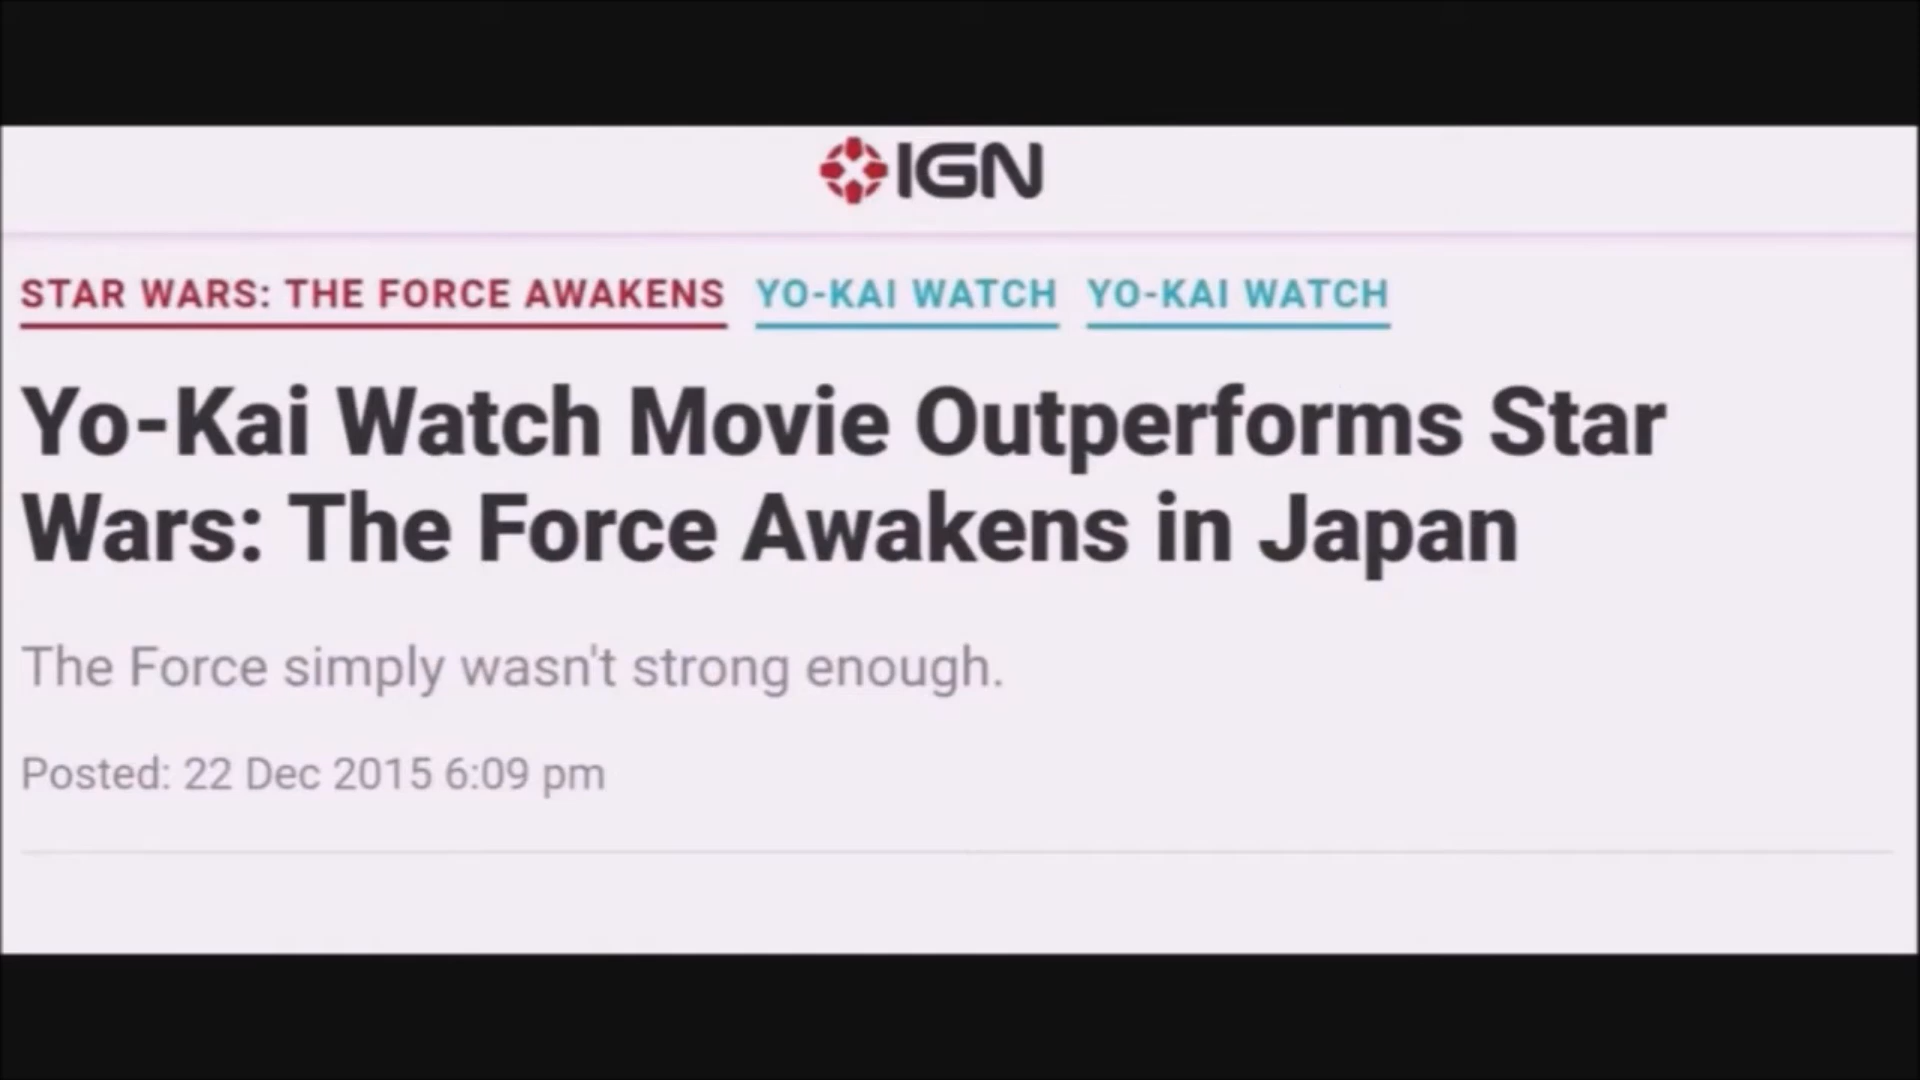 IGN
STAR WARS: THE FORCE AWAKENS YO-KAI WATCH YO-KAI WATCH
Yo-Kai Watch Movie Outperforms Star
Wars: The Force Awakens in Japan
The Force simply wasn't strong enough.
Posted: 22 Dec 2015 6:09 pm